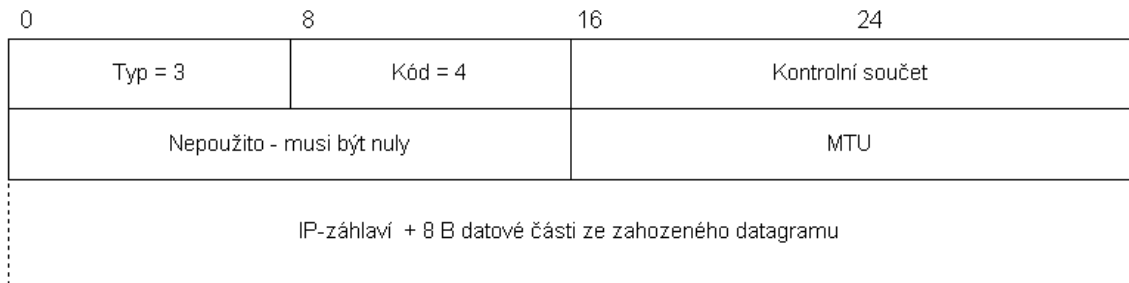 0 8 16 24
Typ = 3 Kód = 4 Kontrolní součet
Nepoužito - musi být nuly MTU
IP-záhlaví + 8 B datové části ze zahozeného datagramu